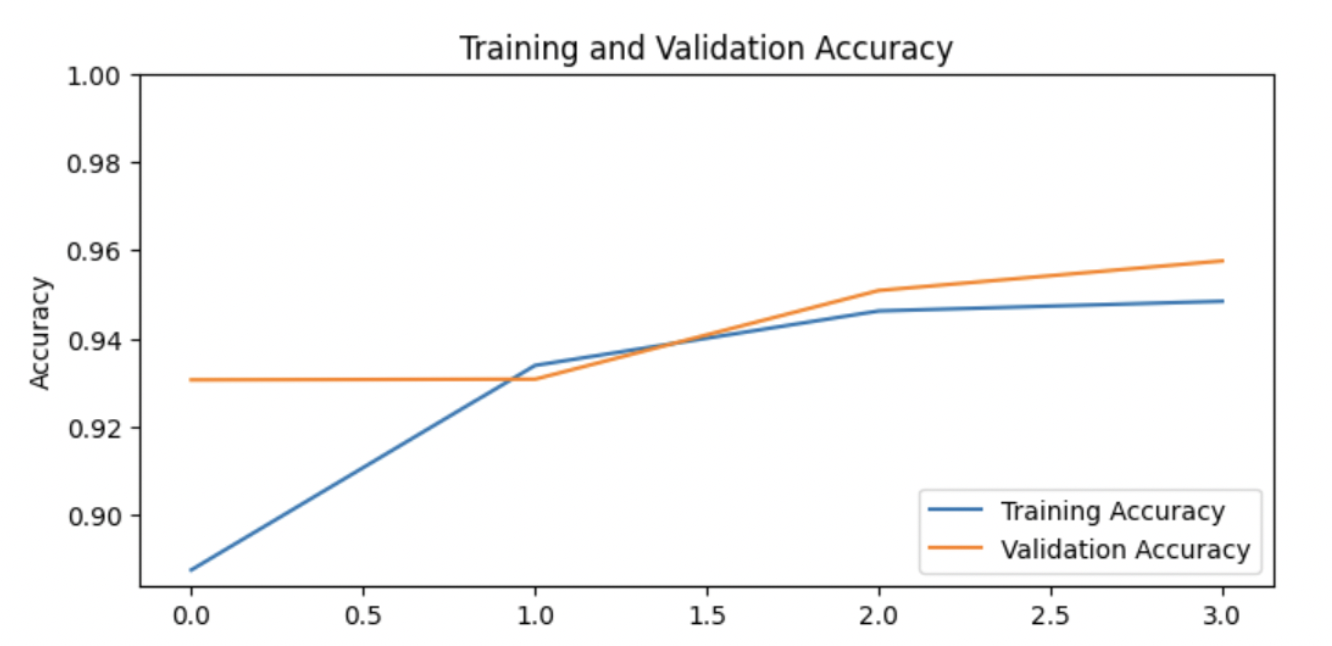 Training and Validation Accuracy
1.00
0.98
0.96
0.94
0.92
0.90
Accuracy
Training Accuracy
Validation Accuracy
0.0 0.5 1.0 1.5 2.0 2.5 3.0